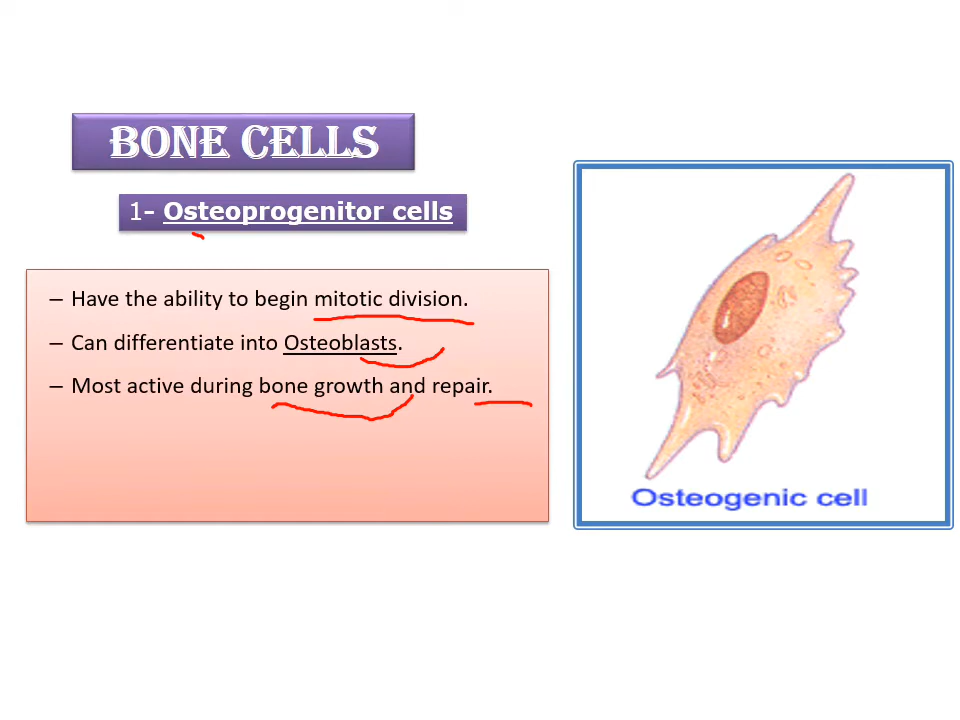 BONE CELLS
1- Osteoprogenitor cells
– Have the ability to begin mitotic division.
– Can differentiate into Osteoblasts.
– Most active during bone growth and repair.
Osteogenic cell